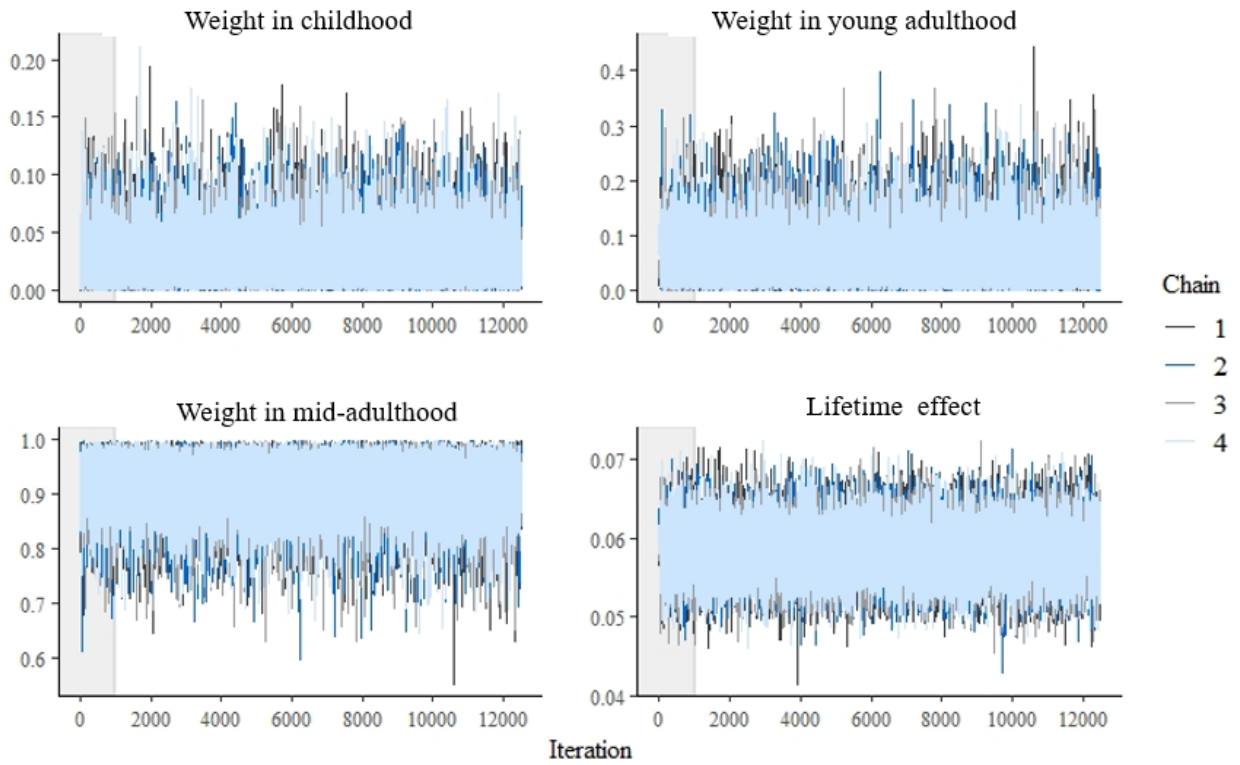 Weight in childhood
0.20
0.15
0.10
0.05
0.00
0 2000 4000 6000 8000 10000 12000
Weight in young adulthood
0.4
0.3
0.2
0.1
0.0
0 2000 4000 6000 8000 10000 12000
Weight in mid-adulthood
1.0
0.9
0.8
0.7
0.6
0 2000 4000 6000 8000 10000 12000
Lifetime effect
0.07
0.06
0.05
0.04
0 2000 4000 6000 8000 10000 12000
Iteration
Chain
1
2
3
4